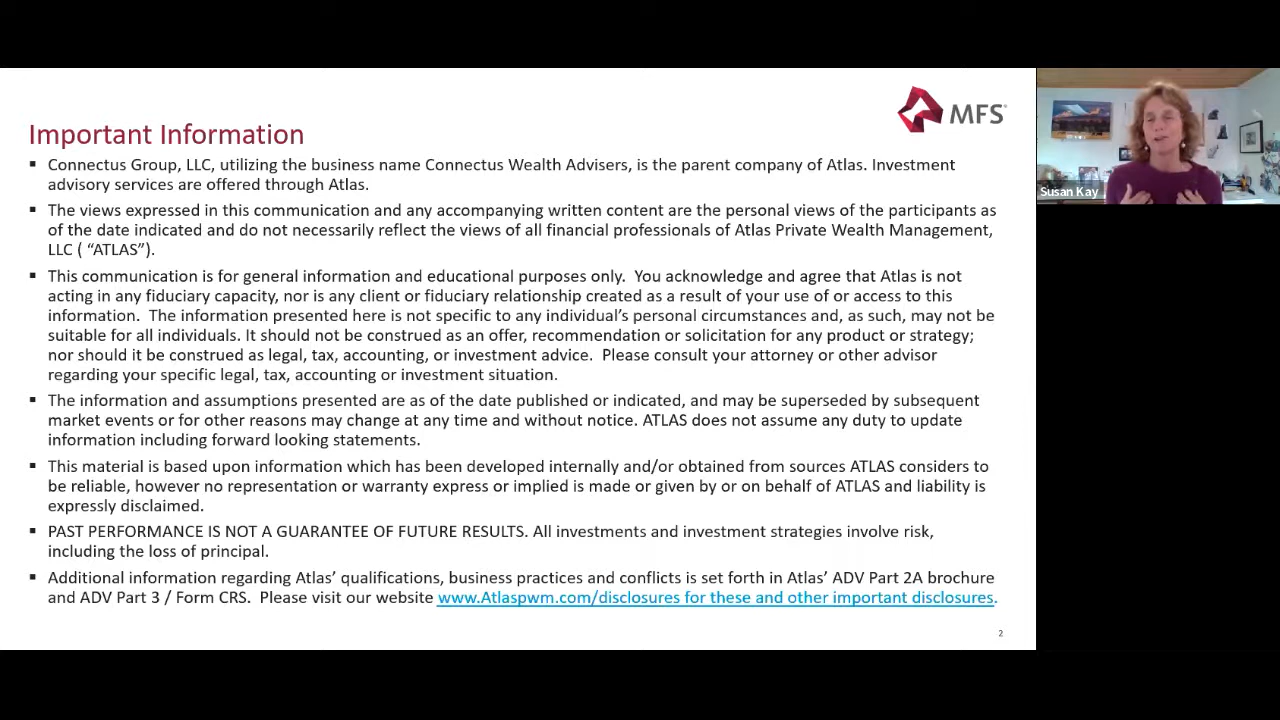 MFS®
Important Information
▪ Connectus Group, LLC, utilizing the business name Connectus Wealth Advisers, is the parent company of Atlas. Investment
advisory services are offered through Atlas.
▪ The views expressed in this communication and any accompanying written content are the personal views of the participants as
of the date indicated and do not necessarily reflect the views of all financial professionals of Atlas Private Wealth Management,
LLC ( “ATLAS”).
▪ This communication is for general information and educational purposes only.  You acknowledge and agree that Atlas is not
acting in any fiduciary capacity, nor is any client or fiduciary relationship created as a result of your use of or access to this
information.  The information presented here is not specific to any individual’s personal circumstances and, as such, may not be
suitable for all individuals. It should not be construed as an offer, recommendation or solicitation for any product or strategy;
nor should it be construed as legal, tax, accounting, or investment advice.  Please consult your attorney or other advisor
regarding your specific legal, tax, accounting or investment situation.
▪ The information and assumptions presented are as of the date published or indicated, and may be superseded by subsequent
market events or for other reasons may change at any time and without notice. ATLAS does not assume any duty to update
information including forward looking statements.
▪ This material is based upon information which has been developed internally and/or obtained from sources ATLAS considers to
be reliable, however no representation or warranty express or implied is made or given by or on behalf of ATLAS and liability is
expressly disclaimed.
▪ PAST PERFORMANCE IS NOT A GUARANTEE OF FUTURE RESULTS. All investments and investment strategies involve risk,
including the loss of principal.
▪ Additional information regarding Atlas’ qualifications, business practices and conflicts is set forth in Atlas’ ADV Part 2A brochure
and ADV Part 3 / Form CRS.  Please visit our website www.Atlaspwm.com/disclosures for these and other important disclosures.
2
Susan Kay